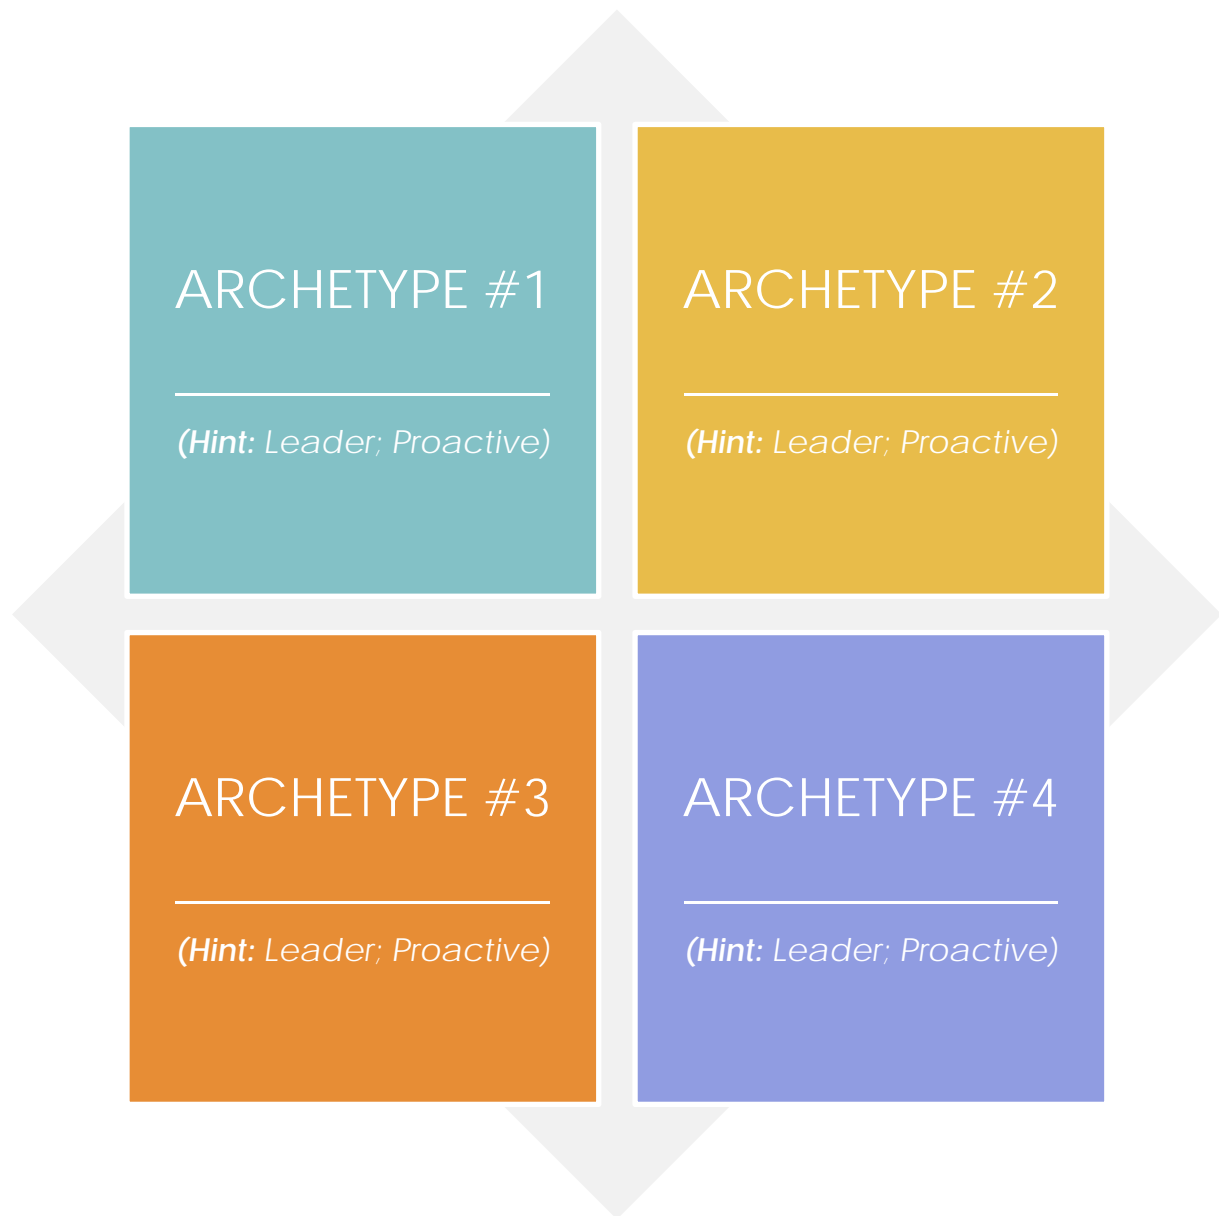 ARCHETYPE #1
(Hint: Leader; Proactive)
ARCHETYPE #2
(Hint: Leader; Proactive)
ARCHETYPE #3
(Hint: Leader; Proactive)
ARCHETYPE #4
(Hint: Leader; Proactive)